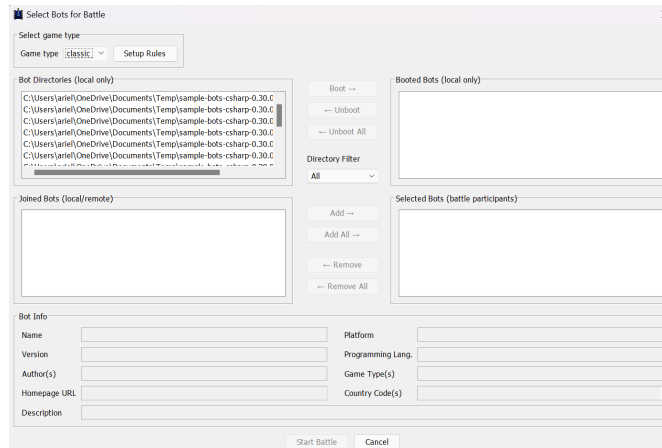 Select Bots for Battle
Select game type
Game type classic Setup Rules
Bot Directories (local only)
C:\Users\ariel\OneDrive\Documents\Temp\sample-bots-csharp-0.30.0
C:\Users\ariel\OneDrive\Documents\Temp\sample-bots-csharp-0.30.0
C:\Users\ariel\OneDrive\Documents\Temp\sample-bots-csharp-0.30.0
C:\Users\ariel\OneDrive\Documents\Temp\sample-bots-csharp-0.30.0
C:\Users\ariel\OneDrive\Documents\Temp\sample-bots-csharp-0.30.0
C:\Users\ariel\OneDrive\Documents\Temp\sample-bots-csharp-0.30.0
Boot →
← Unboot
← Unboot All
Directory Filter
All
Booted Bots (local only)
Joined Bots (local/remote)
Add →
Add All →
← Remove
← Remove All
Selected Bots (battle participants)
Bot Info
Name
Platform
Version
Programming Lang.
Author(s)
Game Type(s)
Homepage URL
Country Code(s)
Description
Start Battle Cancel